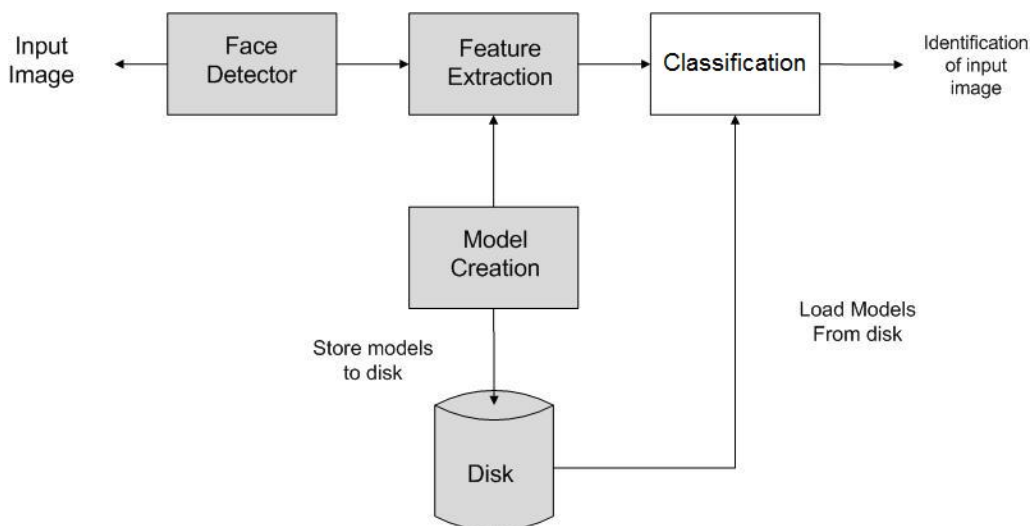 Input
Image
Face
Detector
Feature
Extraction
Classification
Identification
of input
image
Model
Creation
Store models
to disk
Load Models
From disk
Disk